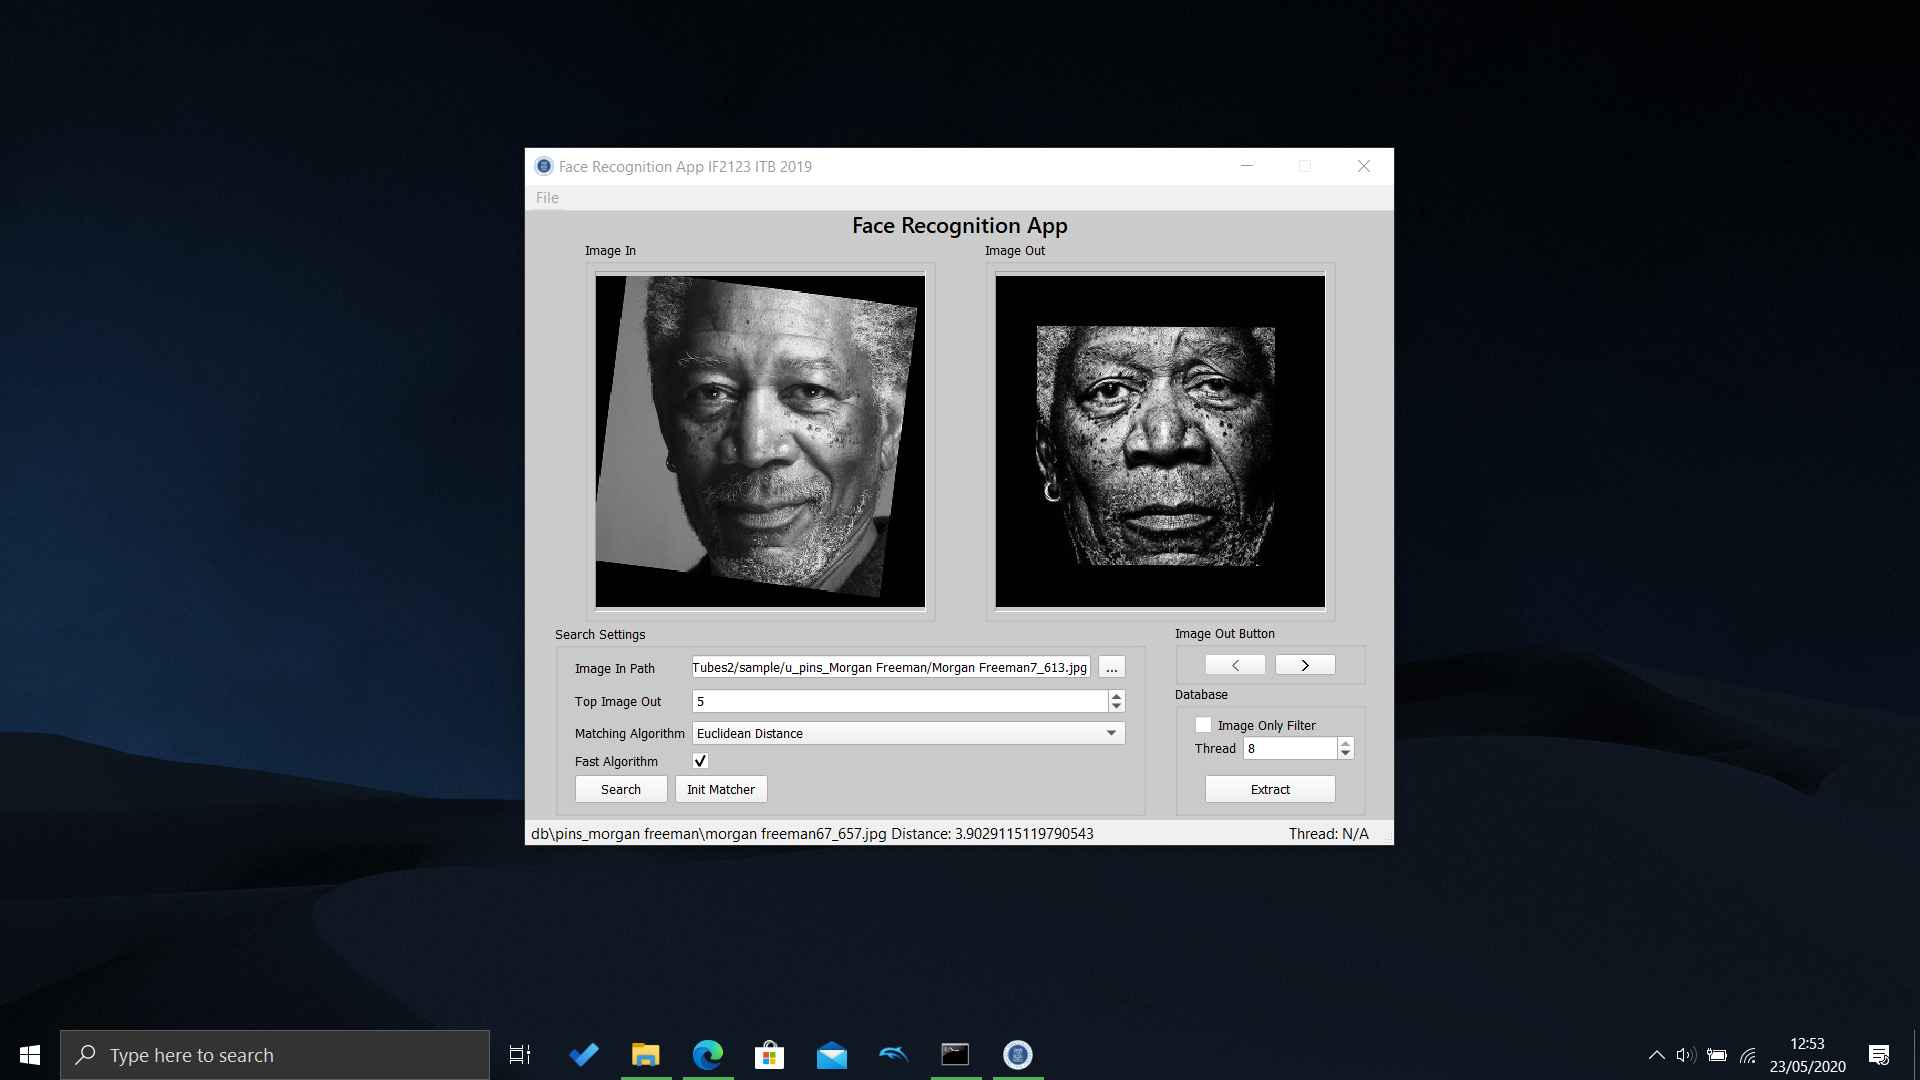 Face Recognition App IF2123 ITB 2019
File
Face Recognition App
Image In
Image Out
Search Settings
Image In Path
Tubes2/sample/u_pins_Morgan Freeman/Morgan Freeman7_613.jpg
...
Top Image Out
5
Matching Algorithm
Euclidean Distance
Fast Algorithm
Search
Init Matcher
Image Out Button
<
>
Database
Image Only Filter
Thread
8
Extract
db\pins_morgan freeman\morgan freeman67_657.jpg Distance: 3.9029115119790543
Thread: N/A
Type here to search
12:53
23/05/2020